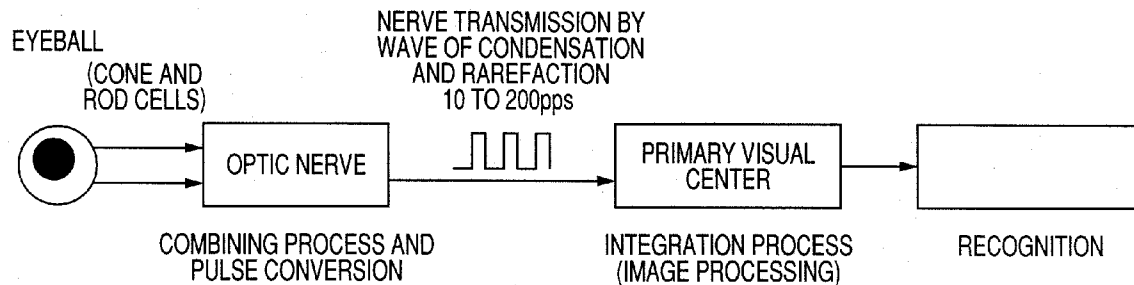 EYEBALL
(CONE AND
ROD CELLS)
NERVE TRANSMISSION BY
WAVE OF CONDENSATION
AND RAREFACTION
10 TO 200pps
OPTIC NERVE
PRIMARY VISUAL
CENTER
COMBINING PROCESS AND
PULSE CONVERSION
INTEGRATION PROCESS
(IMAGE PROCESSING)
RECOGNITION